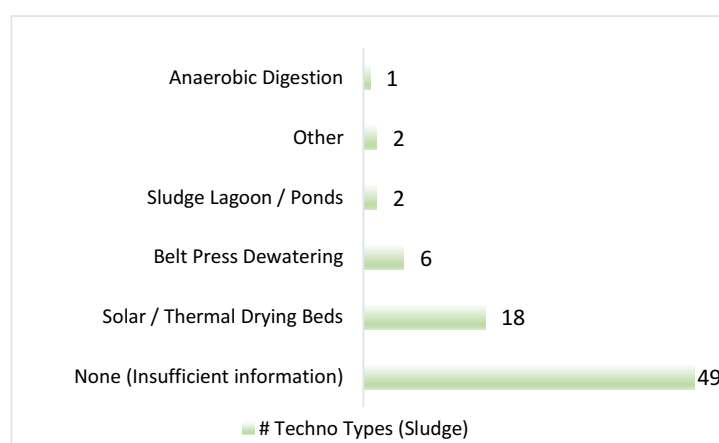 Anaerobic Digestion 1
Other 2
Sludge Lagoon / Ponds 2
Belt Press Dewatering 6
Solar / Thermal Drying Beds 18
None (Insufficient information) 49
# Techno Types (Sludge)